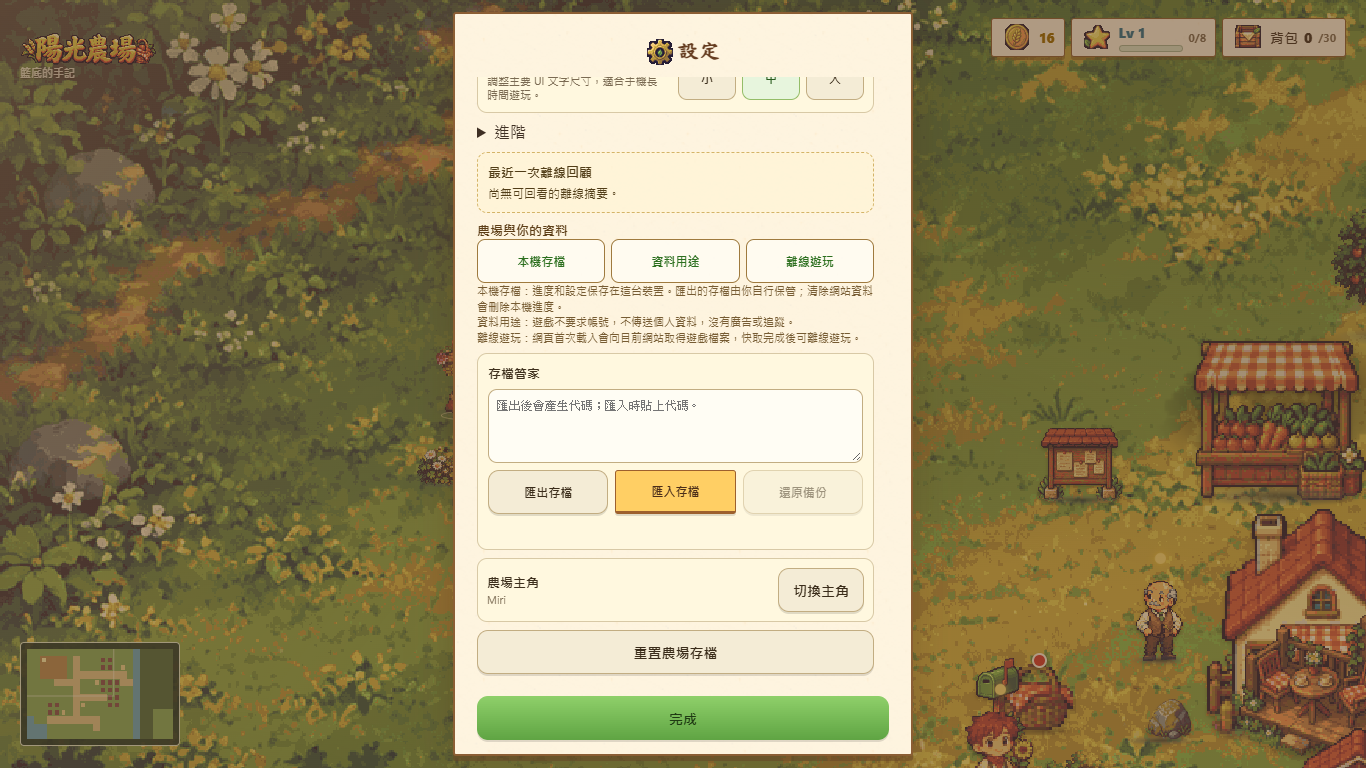 陽光農場
籃底的手記
16
Lv 1
0/8
背包 0 /30
設定
調整主要 UI 文字尺寸，適合手機長
時間遊玩。
小
中
大
▶ 進階
最近一次離線回顧
尚無可回看的離線摘要。
農場與你的資料
本機存檔
資料用途
離線遊玩
本機存檔：進度和設定保存在這台裝置。匯出的存檔由你自行保管；清除網站資料
會刪除本機進度。
資料用途：遊戲不要求帳號，不傳送個人資料，沒有廣告或追蹤。
離線遊玩：網頁首次載入會向目前網站取得遊戲檔案，快取完成後可離線遊玩。
存檔管家
匯出後會產生代碼；匯入時貼上代碼。
匯出存檔
匯入存檔
還原備份
農場主角
Miri
切換主角
重置農場存檔
完成